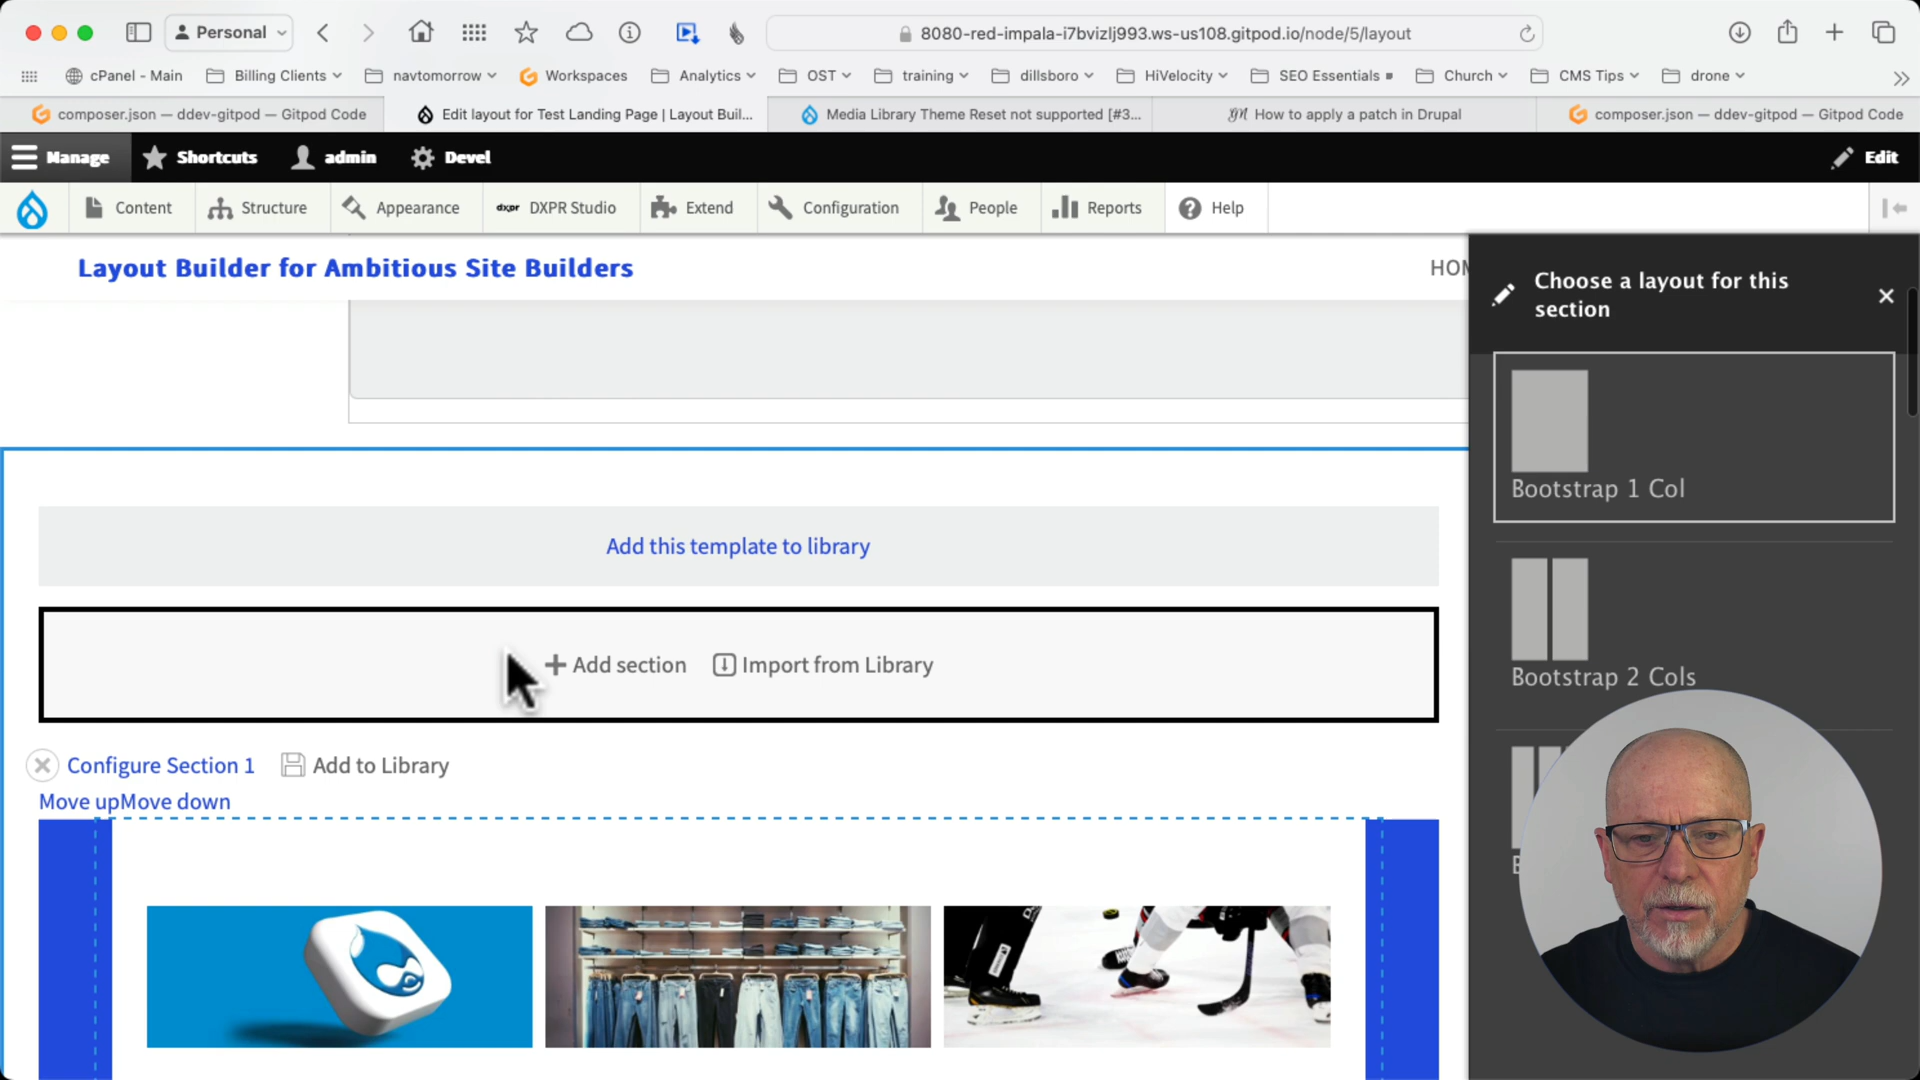 Personal
8080-red-impala-i7bvizlj993.ws-us108.gitpod.io/node/5/layout
cPanel - Main
Billing Clients
navtomorrow
Workspaces
Analytics
OST
training
dillsboro
HiVelocity
SEO Essentials
Church
CMS Tips
drone
composer.json — ddev-gitpod — Gitpod Code
Edit layout for Test Landing Page | Layout Buil...
Media Library Theme Reset not supported [#3...
How to apply a patch in Drupal
composer.json — ddev-gitpod — Gitpod Code
Manage
Shortcuts
admin
Devel
Edit
Content
Structure
Appearance
dxpr DXPR Studio
Extend
Configuration
People
Reports
Help
Layout Builder for Ambitious Site Builders
HOM
Choose a layout for this
section
Bootstrap 1 Col
Bootstrap 2 Cols
Add this template to library
Add section
Import from Library
Configure Section 1
Add to Library
Move upMove down